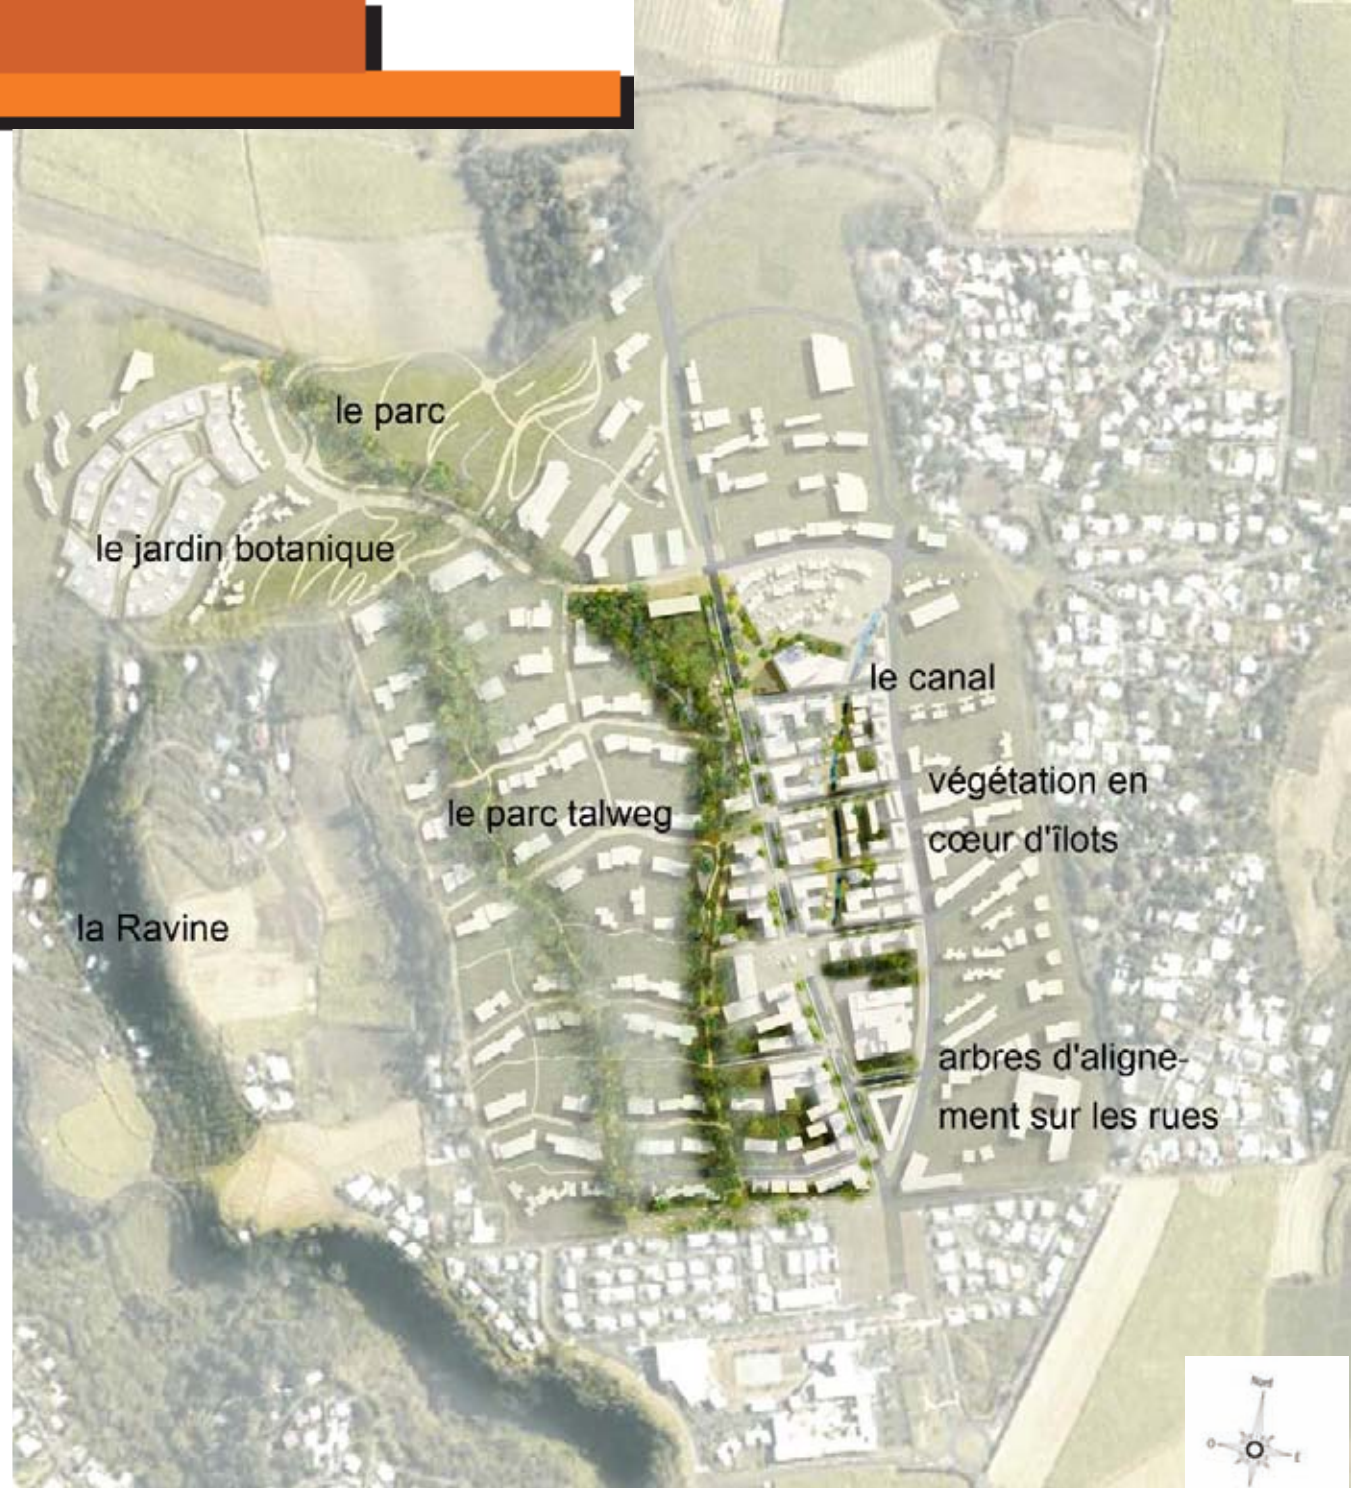 le parc
le jardin botanique
le canal
végétation en
cœur d'îlots
le parc talweg
la Ravine
arbres d'aligne-
ment sur les rues
O
E